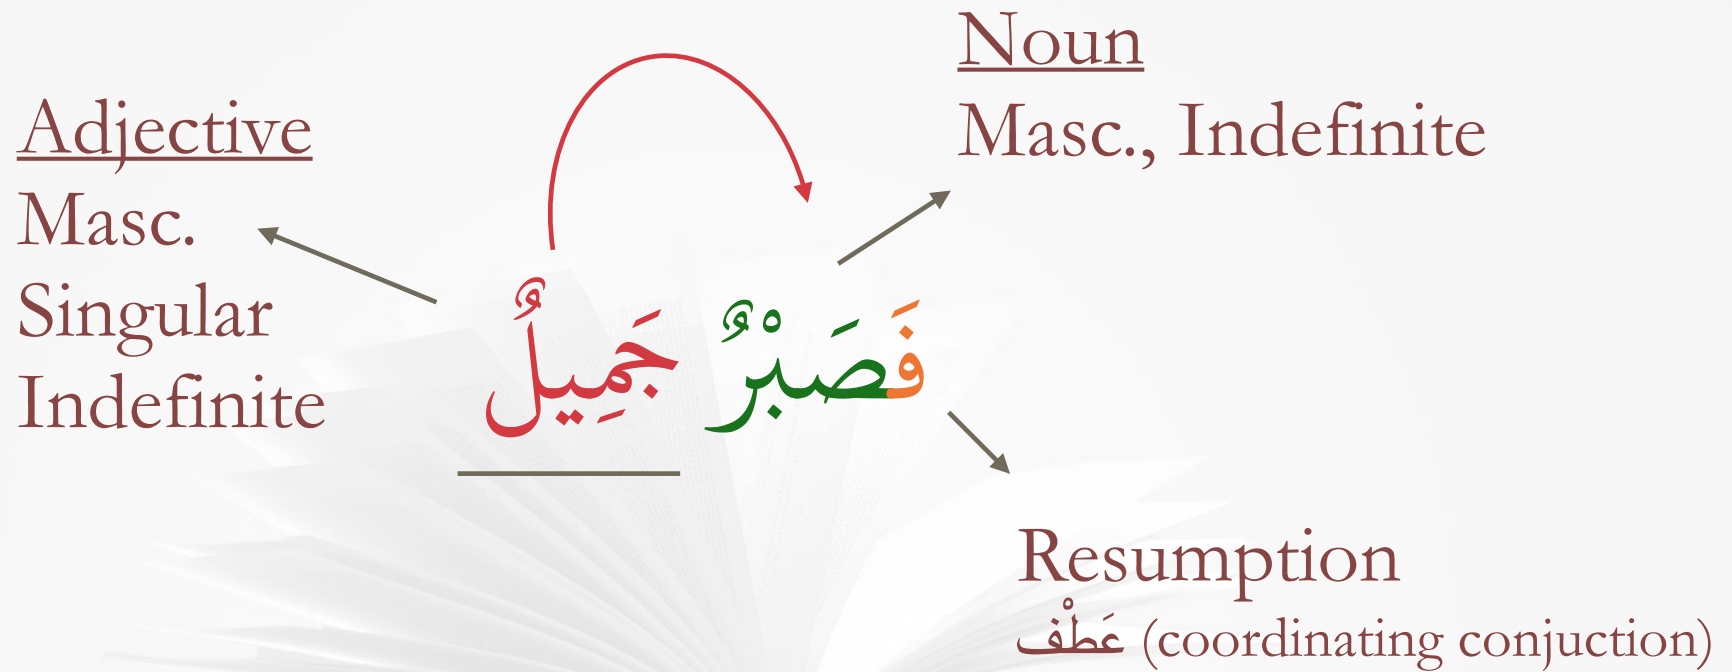 Noun
Masc., Indefinite
Adjective
Masc.
Singular
Indefinite
فَصَبْرٌ جَمِيلٌ
Resumption
عَطْف (coordinating conjuction)